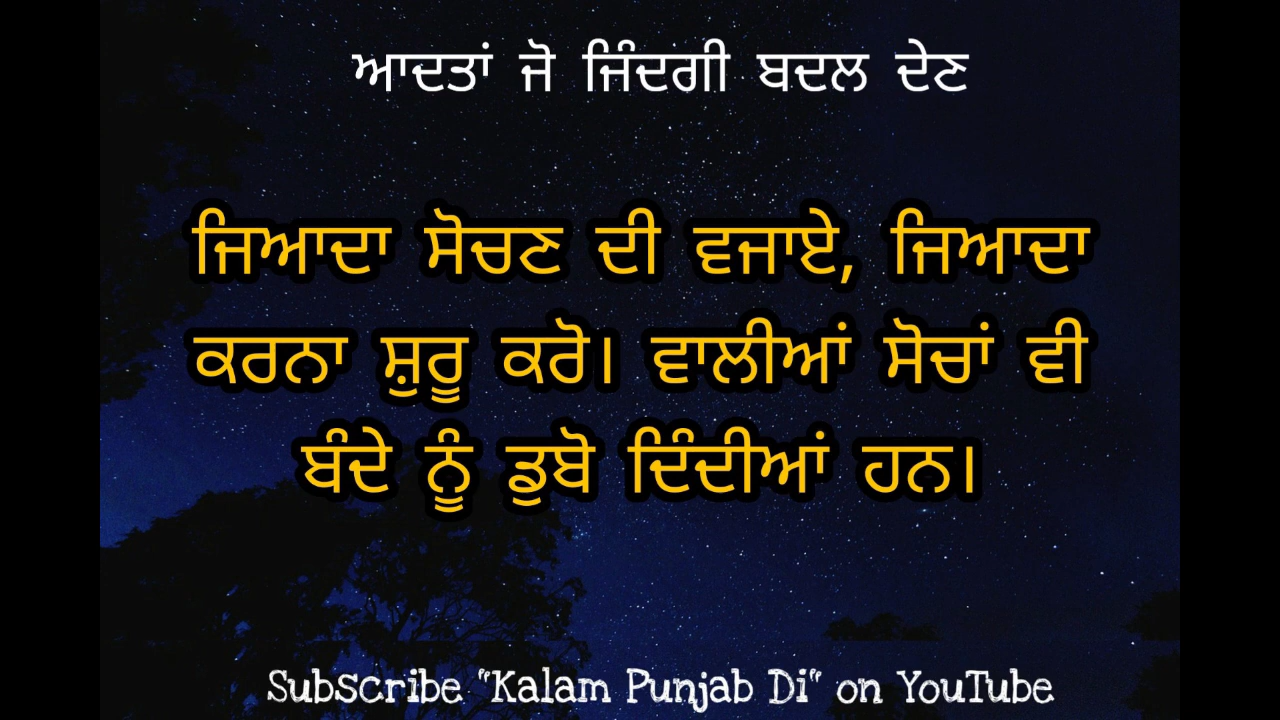 ਆਦਤਾਂ ਜੋ ਜਿੰਦਗੀ ਬਦਲ ਦੇਣ
ਜਿਆਦਾ ਸੋਚਣ ਦੀ ਵਜਾਏ, ਜਿਆਦਾ
ਕਰਨਾ ਸ਼ੁਰੂ ਕਰੋ। ਵਾਲੀਆਂ ਸੋਚਾਂ ਵੀ
ਬੰਦੇ ਨੂੰ ਡੁਬੋ ਦਿੰਦੀਆਂ ਹਨ।
Subscribe "Kalam Punjab Di" on YouTube